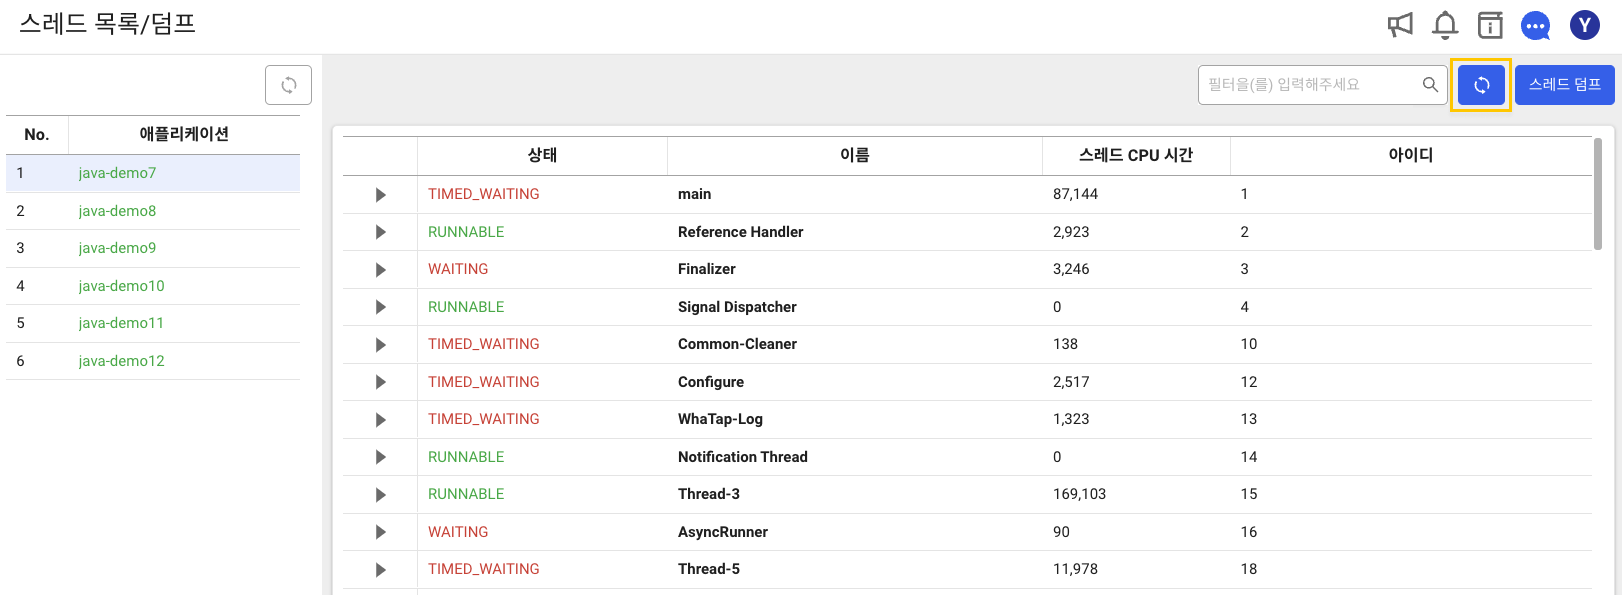 스레드 목록/덤프
Y
필터을(를) 입력해주세요
스레드 덤프
No. 애플리케이션
1 java-demo7
2 java-demo8
3 java-demo9
4 java-demo10
5 java-demo11
6 java-demo12
상태 이름 스레드 CPU 시간 아이디
TIMED_WAITING main 87,144 1
RUNNABLE Reference Handler 2,923 2
WAITING Finalizer 3,246 3
RUNNABLE Signal Dispatcher 0 4
TIMED_WAITING Common-Cleaner 138 10
TIMED_WAITING Configure 2,517 12
TIMED_WAITING WhaTap-Log 1,323 13
RUNNABLE Notification Thread 0 14
RUNNABLE Thread-3 169,103 15
WAITING AsyncRunner 90 16
TIMED_WAITING Thread-5 11,978 18